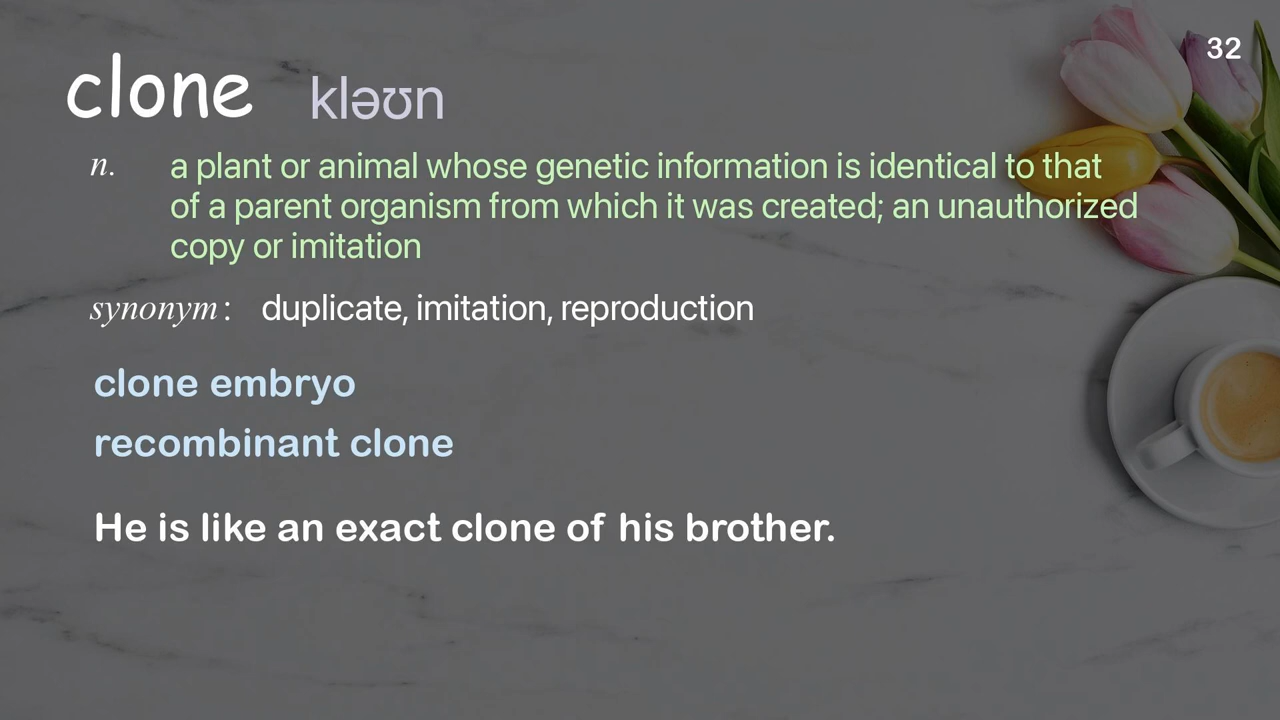 32
clone kləʊn
n. a plant or animal whose genetic information is identical to that
of a parent organism from which it was created; an unauthorized
copy or imitation
synonym: duplicate, imitation, reproduction
clone embryo
recombinant clone
He is like an exact clone of his brother.